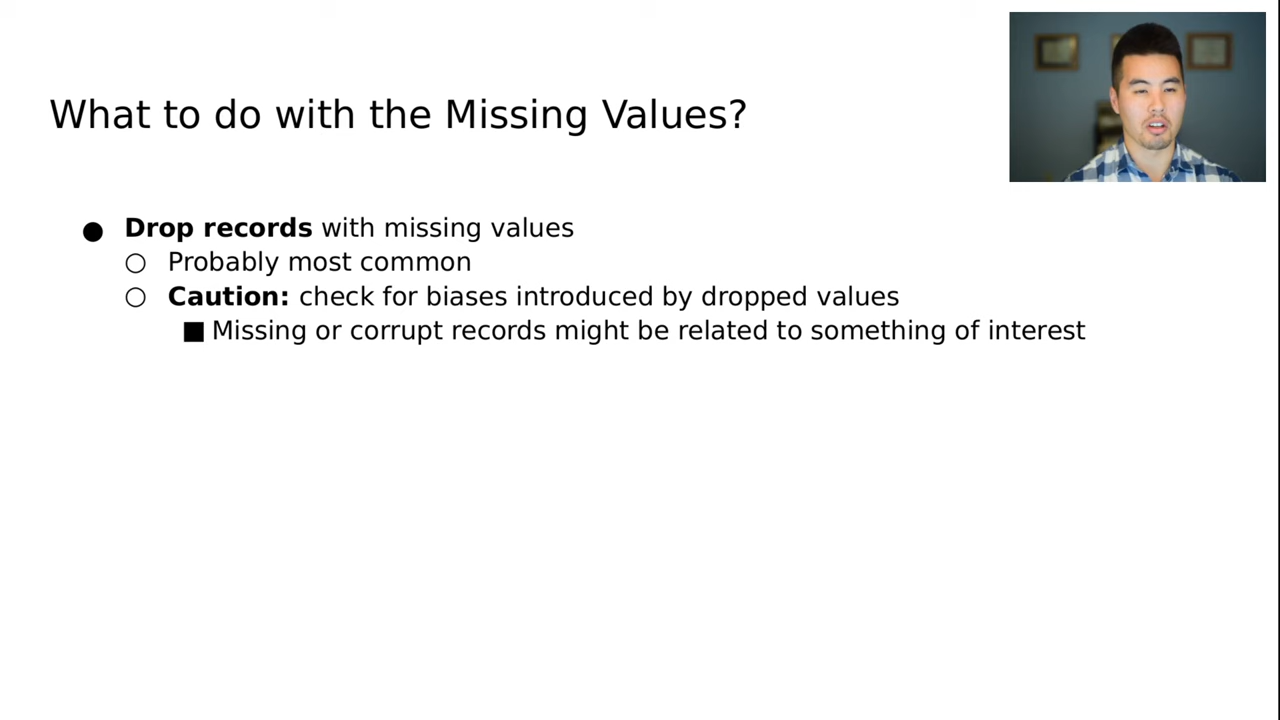 What to do with the Missing Values?
● Drop records with missing values
○ Probably most common
○ Caution: check for biases introduced by dropped values
■ Missing or corrupt records might be related to something of interest